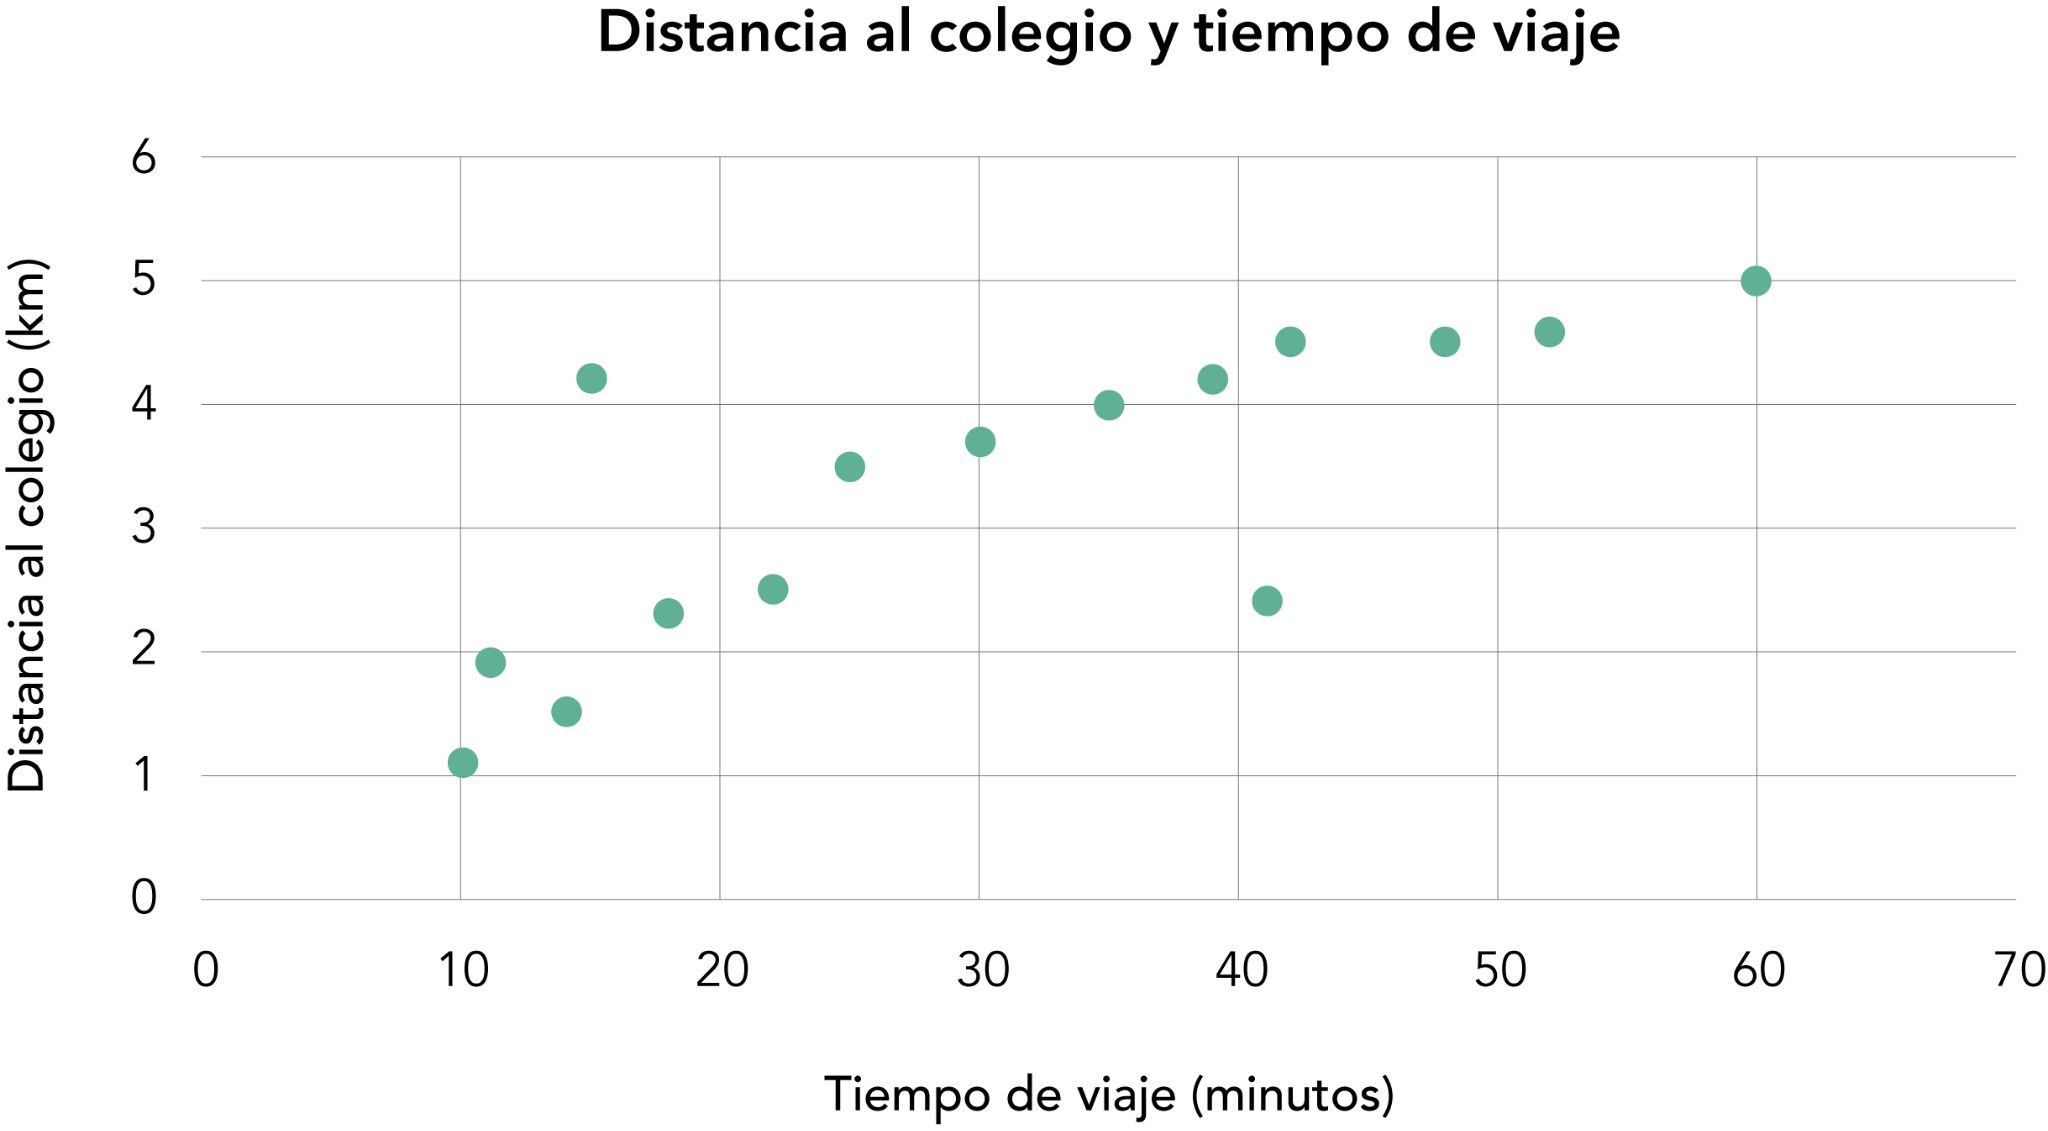 Distancia al colegio y tiempo de viaje
Distancia al colegio (km)
6
5
4
3
2
1
0
0 10 20 30 40 50 60 70
Tiempo de viaje (minutos)